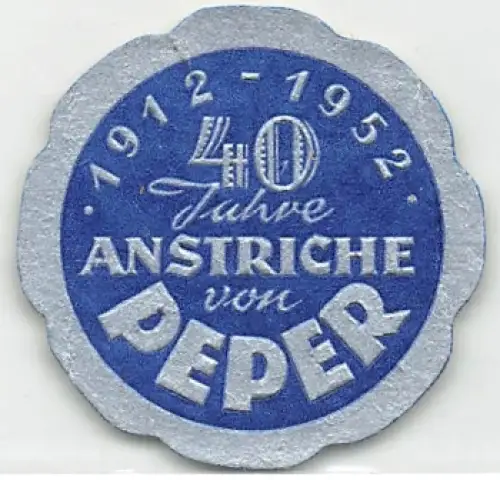 · 1912 - 1952 ·
40
Jahre
ANSTRICHE
von
PEPER